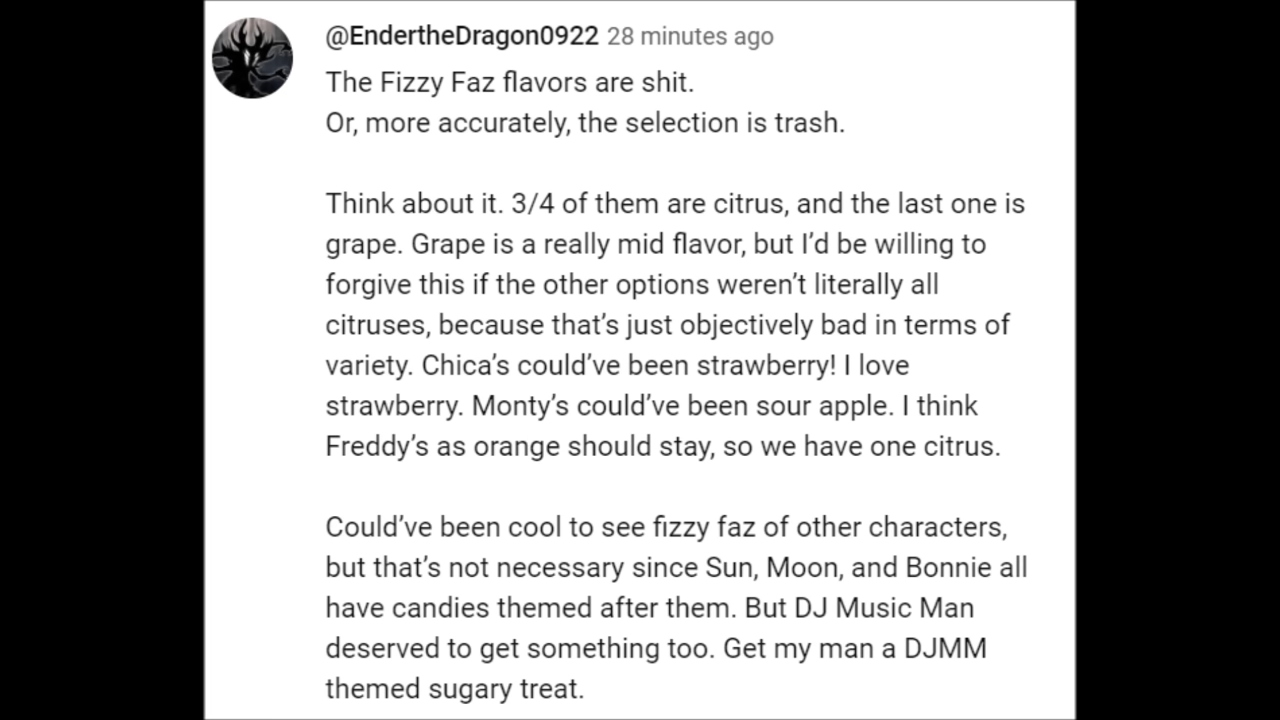 @EndertheDragon0922 28 minutes ago
The Fizzy Faz flavors are shit.
Or, more accurately, the selection is trash.
Think about it. 3/4 of them are citrus, and the last one is
grape. Grape is a really mid flavor, but I’d be willing to
forgive this if the other options weren’t literally all
citruses, because that’s just objectively bad in terms of
variety. Chica’s could’ve been strawberry! I love
strawberry. Monty’s could’ve been sour apple. I think
Freddy’s as orange should stay, so we have one citrus.
Could’ve been cool to see fizzy faz of other characters,
but that’s not necessary since Sun, Moon, and Bonnie all
have candies themed after them. But DJ Music Man
deserved to get something too. Get my man a DJMM
themed sugary treat.